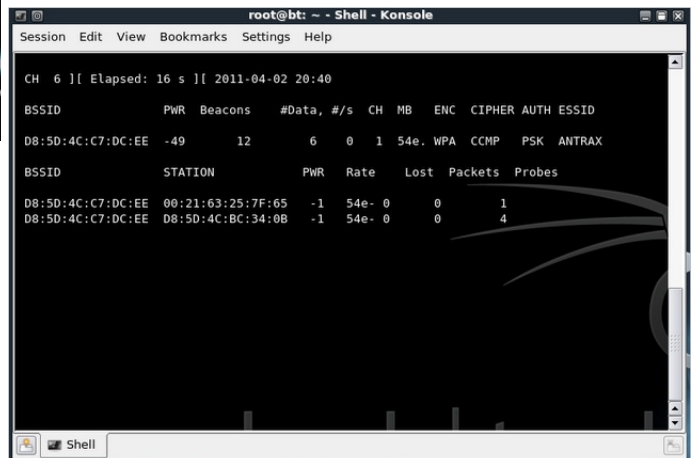 root@bt: ~ - Shell - Konsole
Session Edit View Bookmarks Settings Help
CH 6 ][ Elapsed: 16 s ][ 2011-04-02 20:40
BSSID PWR Beacons #Data, #/s CH MB ENC CIPHER AUTH ESSID
D8:5D:4C:C7:DC:EE -49 12 6 0 1 54e. WPA CCMP PSK ANTRAX
BSSID STATION PWR Rate Lost Packets Probes
D8:5D:4C:C7:DC:EE 00:21:63:25:7F:65 -1 54e- 0 0 1
D8:5D:4C:C7:DC:EE D8:5D:4C:BC:34:0B -1 54e- 0 0 4
Shell